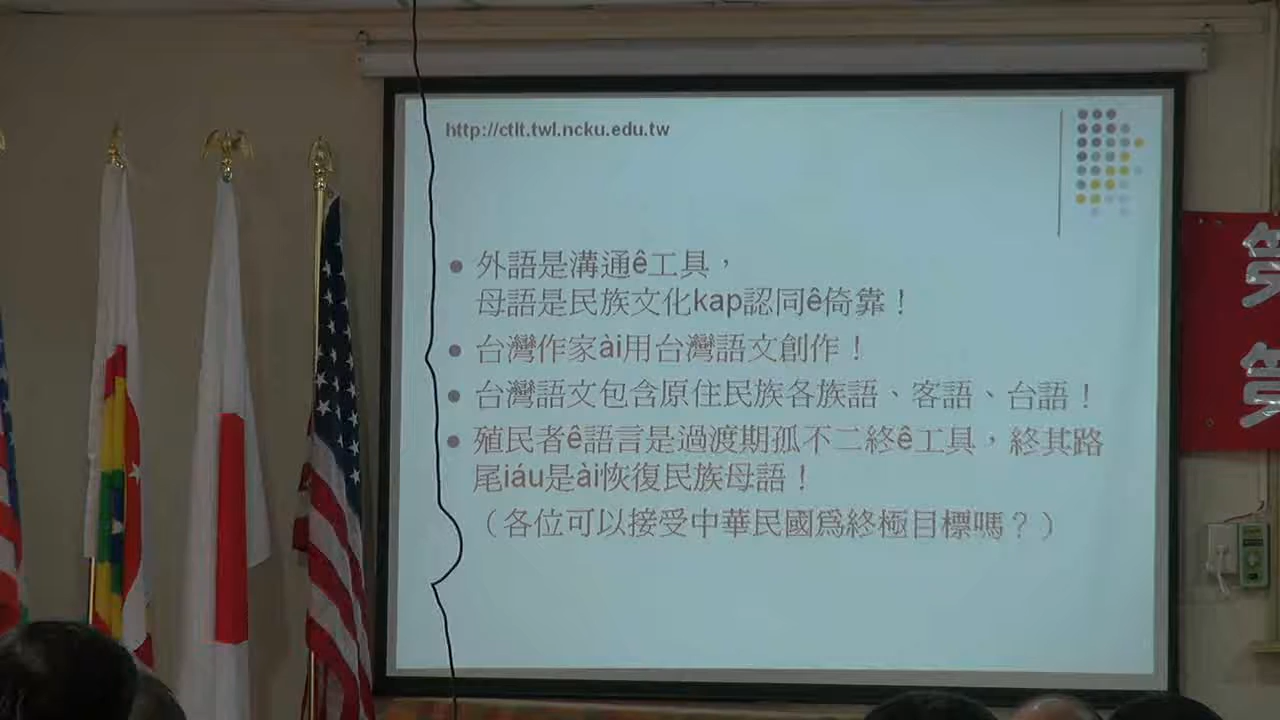 http://ctlt.twl.ncku.edu.tw
外語是溝通ê工具，
母語是民族文化kap認同ê倚靠！
台灣作家ài用台灣語文創作！
台灣語文包含原住民族各族語、客語、台語！
殖民者ê語言是過渡期孤不二終ê工具，終其路
尾iáu是ài恢復民族母語！
（各位可以接受中華民國爲終極目標嗎？）
第
第